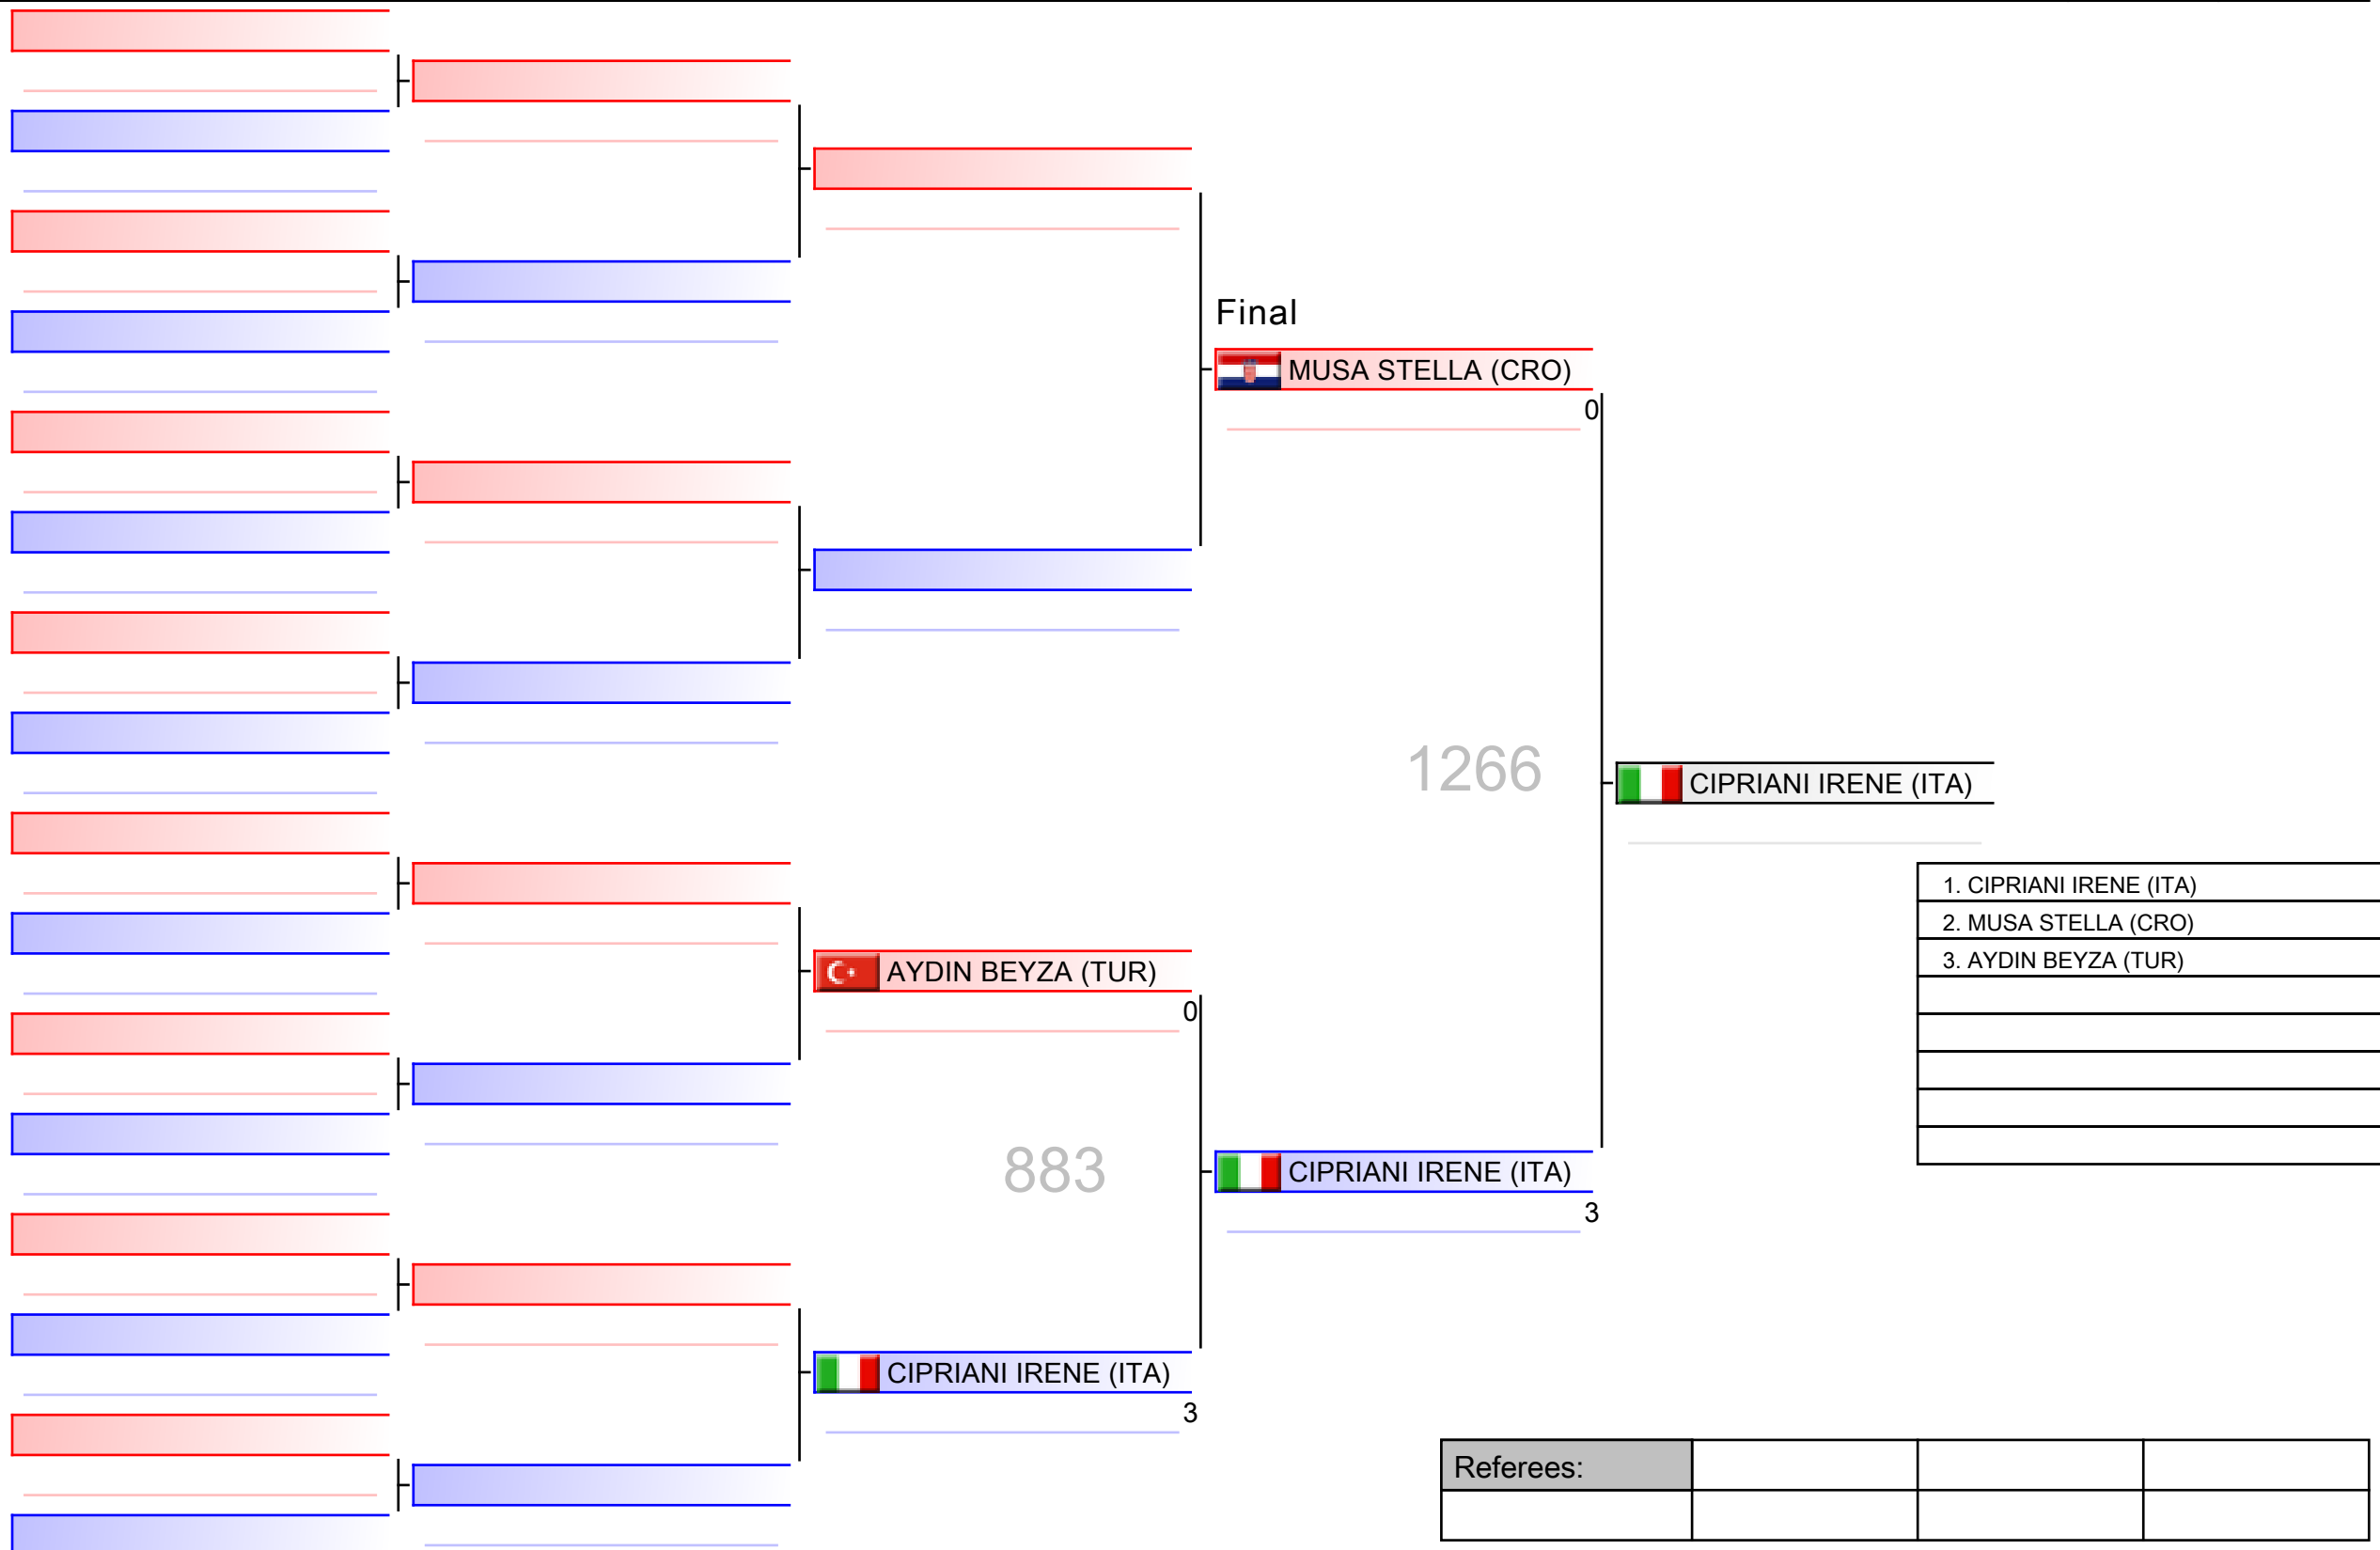 Final
MUSA STELLA (CRO)
0
1266
CIPRIANI IRENE (ITA)
1. CIPRIANI IRENE (ITA)
2. MUSA STELLA (CRO)
3. AYDIN BEYZA (TUR)
AYDIN BEYZA (TUR)
0
883
CIPRIANI IRENE (ITA)
3
CIPRIANI IRENE (ITA)
3
Referees: